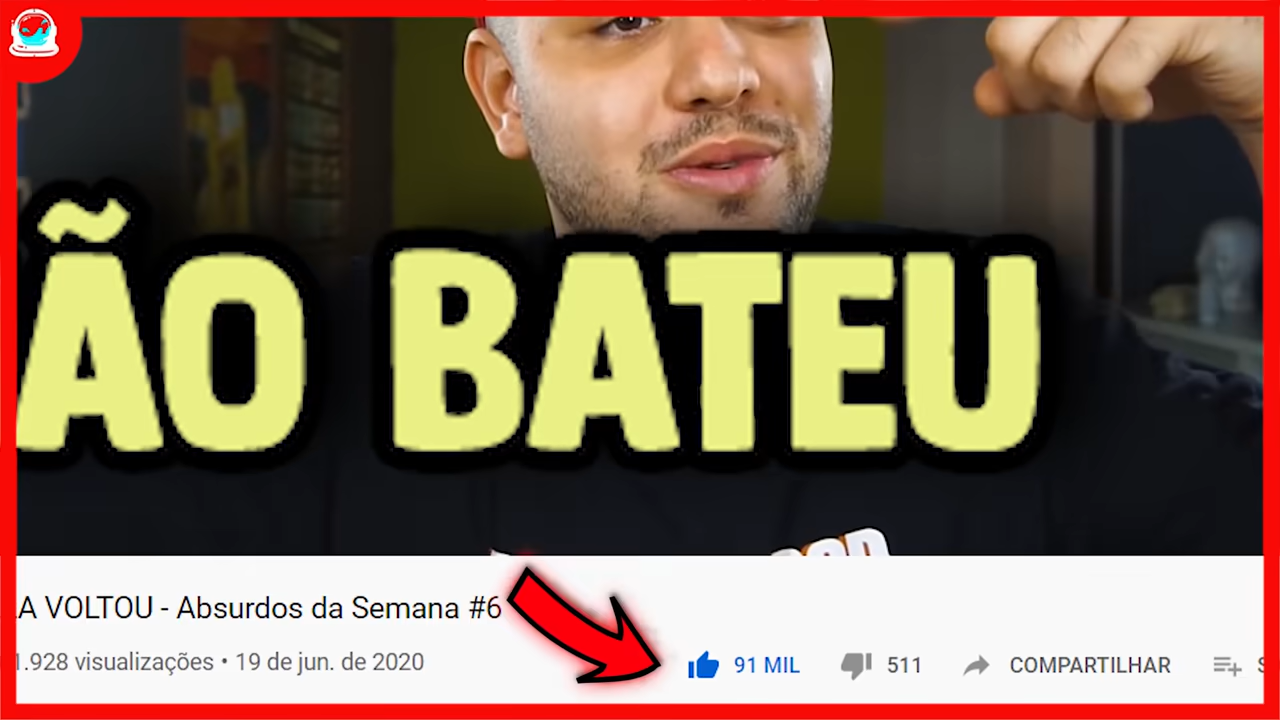 ÃO BATEU
A VOLTOU - Absurdos da Semana #6
1.928 visualizações • 19 de jun. de 2020
91 MIL
511
COMPARTILHAR